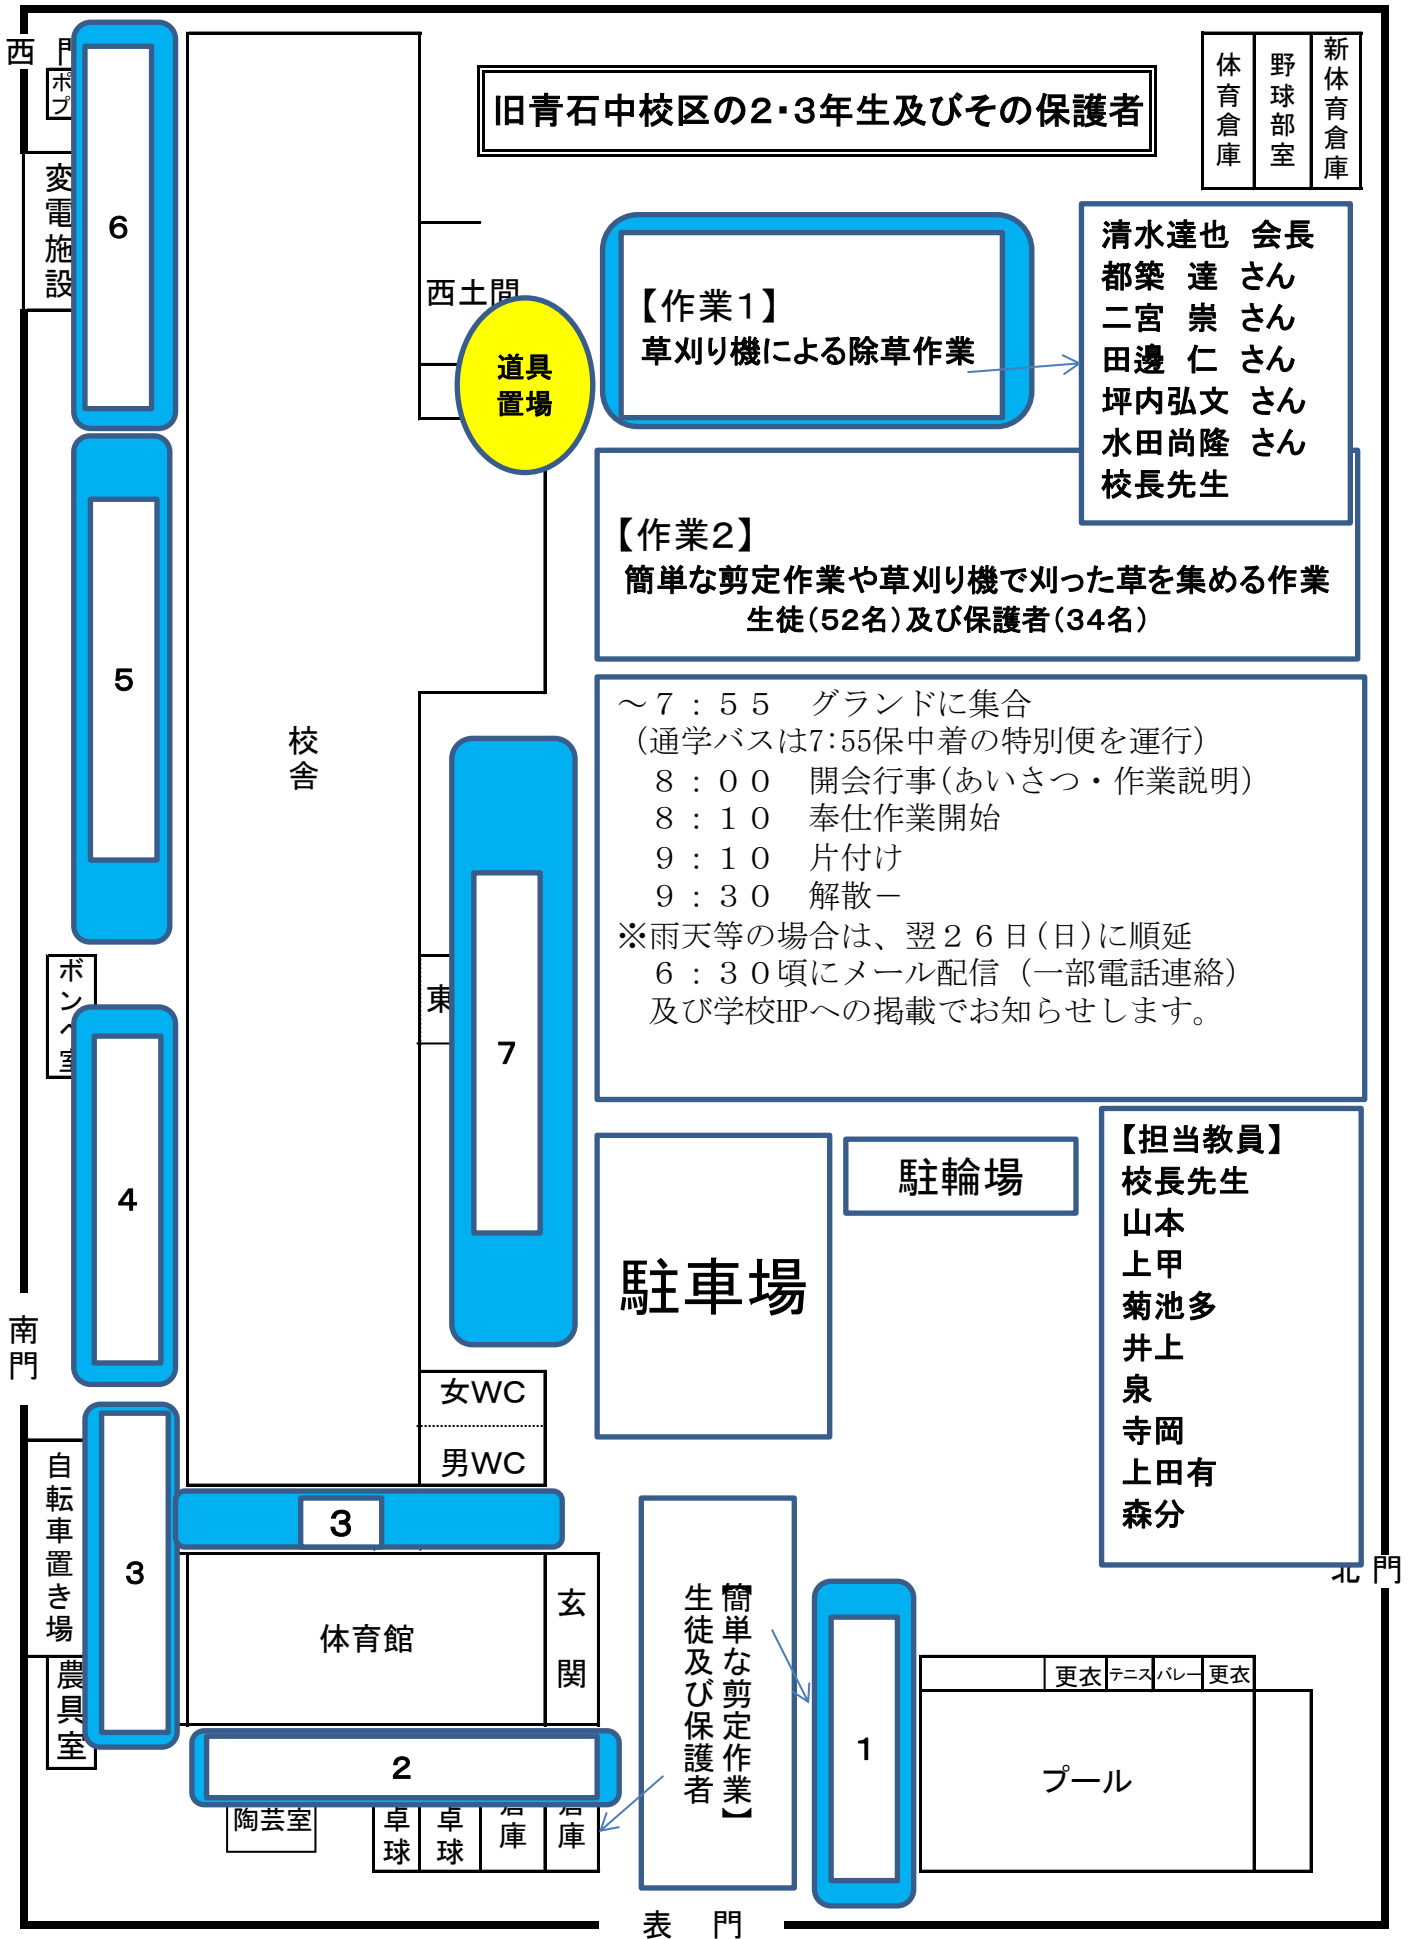 西 門
ポ
プ
変電施設
6
5
ボンベ室
4
南門
自転車置き場
農具室
3
校舎
旧青石中校区の2・3年生及びその保護者
体育倉庫
野球部室
新体育倉庫
西土間
道具
置場
【作業1】
草刈り機による除草作業
清水達也 会長
都築 達 さん
二宮 崇 さん
田邊 仁 さん
坪内弘文 さん
水田尚隆 さん
校長先生
【作業2】
簡単な剪定作業や草刈り機で刈った草を集める作業
生徒(52名)及び保護者(34名)
～７：５５ グランドに集合
（通学バスは7:55保中着の特別便を運行）
８：００ 開会行事(あいさつ・作業説明）
８：１０ 奉仕作業開始
９：１０ 片付け
９：３０ 解散－
※雨天等の場合は、翌２６日(日)に順延
６：３０頃にメール配信（一部電話連絡）
及び学校HPへの掲載でお知らせします。
東
7
駐車場
駐輪場
【担当教員】
校長先生
山本
上甲
菊池多
井上
泉
寺岡
上田有
森分
北 門
女WC
男WC
3
体育館
玄関
2
陶芸室
卓球
卓球
倉庫
倉庫
【簡単な剪定作業】
生徒及び保護者
1
更衣
テニス
バレー
更衣
プール
表 門